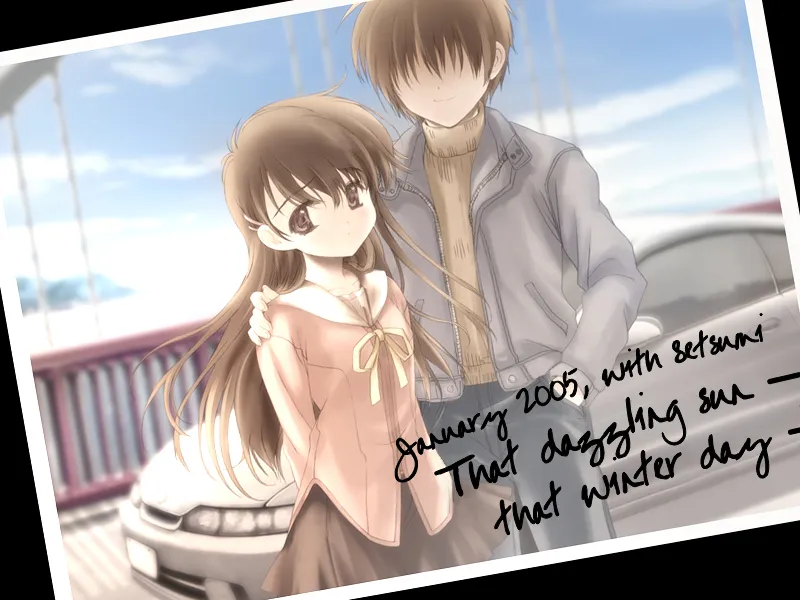 January 2005, with setsumi
That dazzling sun —
that winter day —